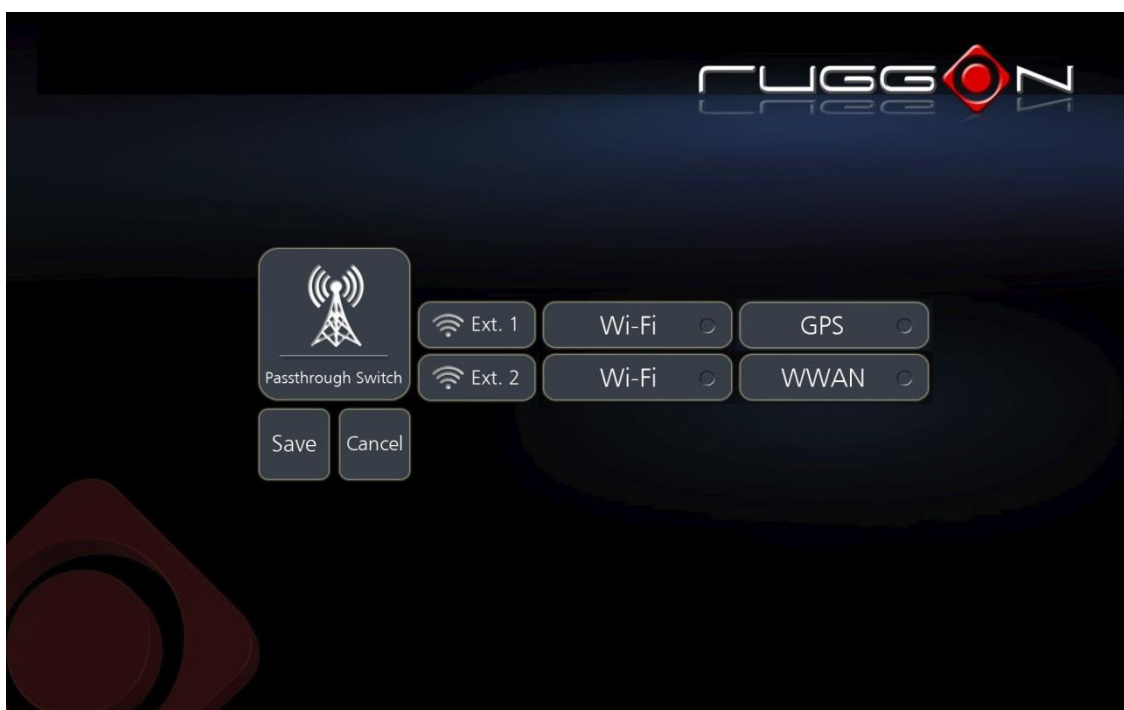 ruggon
Ext. 1 Wi-Fi GPS
Passthrough Switch Ext. 2 Wi-Fi WWAN
Save Cancel